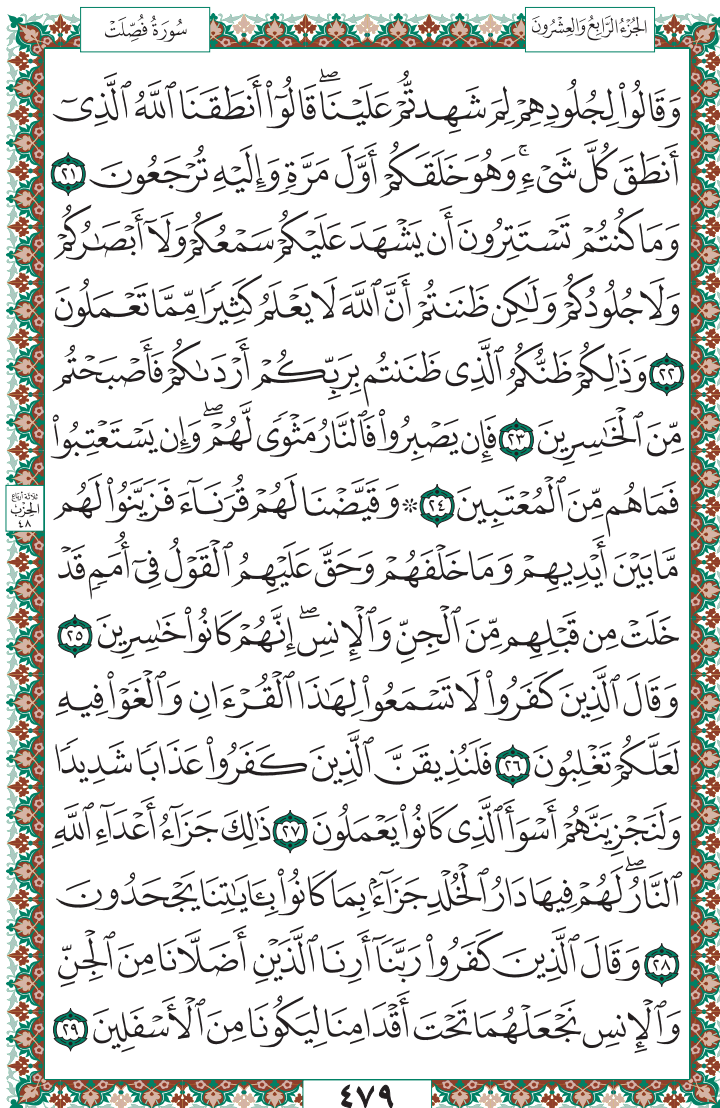 الجُزْءُ الرَّابِعُ وَالعِشْرُونَ
سُورَةُ فُصِّلَتْ
وَقَالُوا۟ لِجُلُودِهِمْ لِمَ شَهِدتُّمْ عَلَيْنَا ۖ قَالُوٓا۟ أَنطَقَنَا ٱللَّهُ ٱلَّذِىٓ
أَنطَقَ كُلَّ شَىْءٍ ۚ وَهُوَ خَلَقَكُمْ أَوَّلَ مَرَّةٍ وَإِلَيْهِ تُرْجَعُونَ ٢١
وَمَا كُنتُمْ تَسْتَتِرُونَ أَن يَشْهَدَ عَلَيْكُمْ سَمْعُكُمْ وَلَآ أَبْصَٰرُكُمْ
وَلَا جُلُودُكُمْ وَلَٰكِن ظَنَنتُمْ أَنَّ ٱللَّهَ لَا يَعْلَمُ كَثِيرًا مِّمَّا تَعْمَلُونَ
٢٢ وَذَٰلِكُمْ ظَنُّكُمُ ٱلَّذِى ظَنَنتُم بِرَبِّكُمْ أَرْدَىٰكُمْ فَأَصْبَحْتُم
مِّنَ ٱلْخَٰسِرِينَ ٢٣ فَإِن يَصْبِرُوا۟ فَٱلنَّارُ مَثْوًى لَّهُمْ ۖ وَإِن يَسْتَعْتِبُوا۟
فَمَا هُم مِّنَ ٱلْمُعْتَبِينَ ٢٤ ۞ وَقَيَّضْنَا لَهُمْ قُرَنَآءَ فَزَيَّنُوا۟ لَهُم
مَّا بَيْنَ أَيْدِيهِمْ وَمَا خَلْفَهُمْ وَحَقَّ عَلَيْهِمُ ٱلْقَوْلُ فِىٓ أُمَمٍ قَدْ
خَلَتْ مِن قَبْلِهِم مِّنَ ٱلْجِنِّ وَٱلْإِنسِ ۖ إِنَّهُمْ كَانُوا۟ خَٰسِرِينَ ٢٥
وَقَالَ ٱلَّذِينَ كَفَرُوا۟ لَا تَسْمَعُوا۟ لِهَٰذَا ٱلْقُرْءَانِ وَٱلْغَوْا۟ فِيهِ
لَعَلَّكُمْ تَغْلِبُونَ ٢٦ فَلَنُذِيقَنَّ ٱلَّذِينَ كَفَرُوا۟ عَذَابًا شَدِيدًا
وَلَنَجْزِيَنَّهُمْ أَسْوَأَ ٱلَّذِى كَانُوا۟ يَعْمَلُونَ ٢٧ ذَٰلِكَ جَزَآءُ أَعْدَآءِ ٱللَّهِ
ٱلنَّارُ ۖ لَهُمْ فِيهَا دَارُ ٱلْخُلْدِ جَزَآءًۢ بِمَا كَانُوا۟ بِـَٔايَٰتِنَا يَجْحَدُونَ
٢٨ وَقَالَ ٱلَّذِينَ كَفَرُوا۟ رَبَّنَآ أَرِنَا ٱلَّذَيْنِ أَضَلَّانَا مِنَ ٱلْجِنِّ
وَٱلْإِنسِ نَجْعَلْهُمَا تَحْتَ أَقْدَامِنَا لِيَكُونَا مِنَ ٱلْأَسْفَلِينَ ٢٩
ثلاثة أرباع
الحِزْب
٤٨
٤٧٩